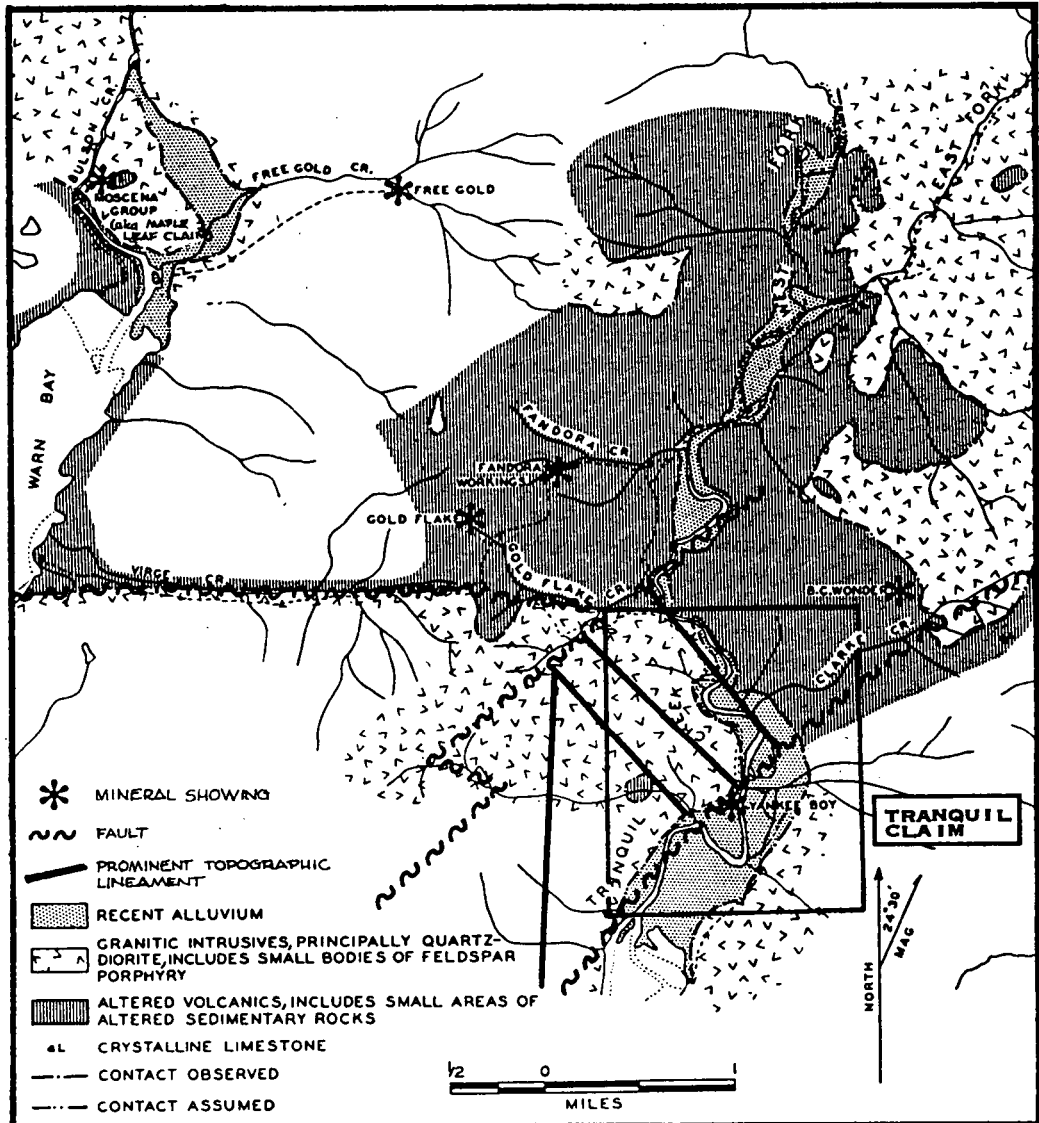 BULSON CR.
MOSCENA
GROUP
(aka MAPLE
LEAF CLAIM)
FREE GOLD CR.
FREE GOLD
WEST FORK
EAST FORK
WARN BAY
FANDORA CR
FANDORA
WORKINGS
GOLD FLAKE
GOLD FLAKE CR.
VIRGE CR.
B.C. WONDER
CLARKE CR.
TRANQUIL CREEK
YANKEE BOY
TRANQUIL
CLAIM
MINERAL SHOWING
FAULT
PROMINENT TOPOGRAPHIC
LINEAMENT
RECENT ALLUVIUM
GRANITIC INTRUSIVES, PRINCIPALLY QUARTZ-
DIORITE, INCLUDES SMALL BODIES OF FELDSPAR
PORPHYRY
ALTERED VOLCANICS, INCLUDES SMALL AREAS OF
ALTERED SEDIMENTARY ROCKS
CRYSTALLINE LIMESTONE
CONTACT OBSERVED
CONTACT ASSUMED
1/2 0 1
MILES
NORTH
24°30'
MAG